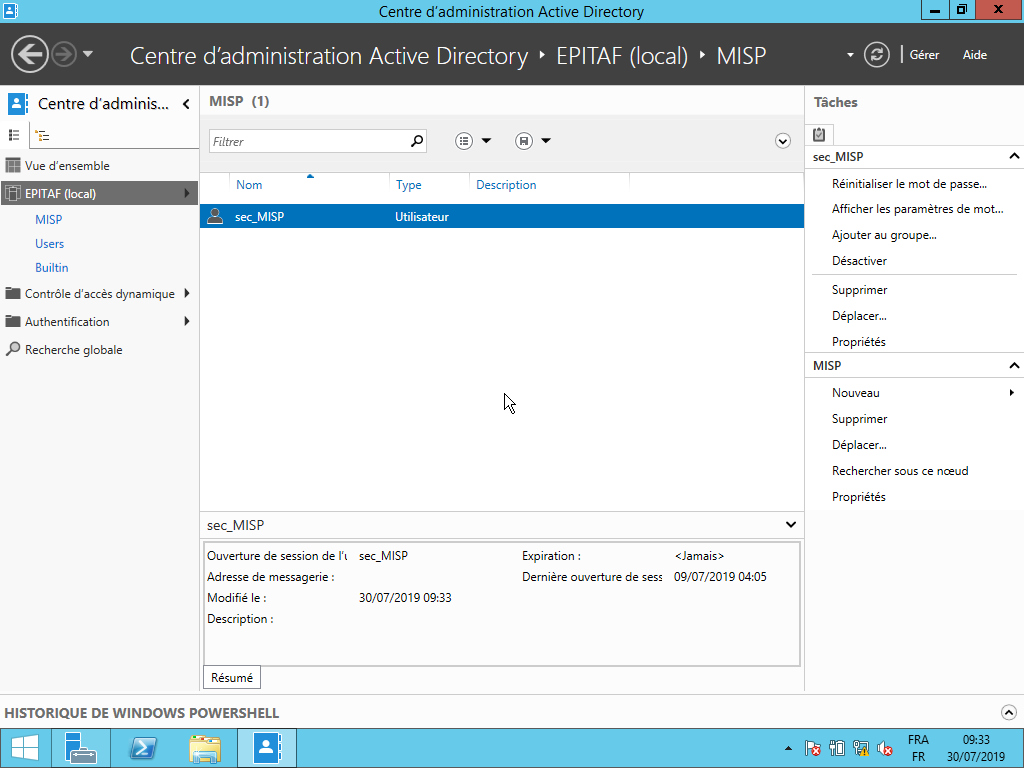 Centre d'administration Active Directory
Centre d'administration Active Directory ‣ EPITAF (local) ‣ MISP
Gérer
Aide
Centre d'adminis...
Vue d'ensemble
EPITAF (local)
MISP
Users
Builtin
Contrôle d'accès dynamique
Authentification
Recherche globale
MISP (1)
Filtrer
Nom Type Description
sec_MISP Utilisateur
sec_MISP
Ouverture de session de l'u sec_MISP Expiration : <Jamais>
Adresse de messagerie : Dernière ouverture de sess 09/07/2019 04:05
Modifié le : 30/07/2019 09:33
Description :
Résumé
Tâches
sec_MISP
Réinitialiser le mot de passe...
Afficher les paramètres de mot...
Ajouter au groupe...
Désactiver
Supprimer
Déplacer...
Propriétés
MISP
Nouveau
Supprimer
Déplacer...
Rechercher sous ce nœud
Propriétés
HISTORIQUE DE WINDOWS POWERSHELL
FRA
FR
09:33
30/07/2019